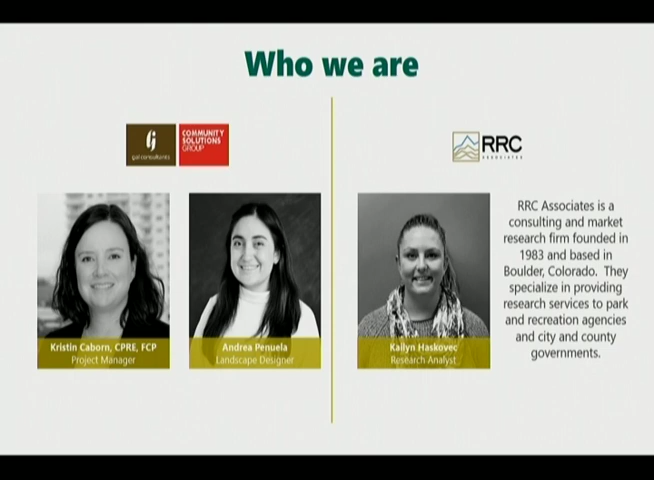 Who we are
gai consultants
COMMUNITY
SOLUTIONS
GROUP
RRC
ASSOCIATES
Kristin Caborn, CPRE, FCP
Project Manager
Andrea Penuela
Landscape Designer
Kailyn Haskovec
Research Analyst
RRC Associates is a
consulting and market
research firm founded in
1983 and based in
Boulder, Colorado. They
specialize in providing
research services to park
and recreation agencies
and city and county
governments.